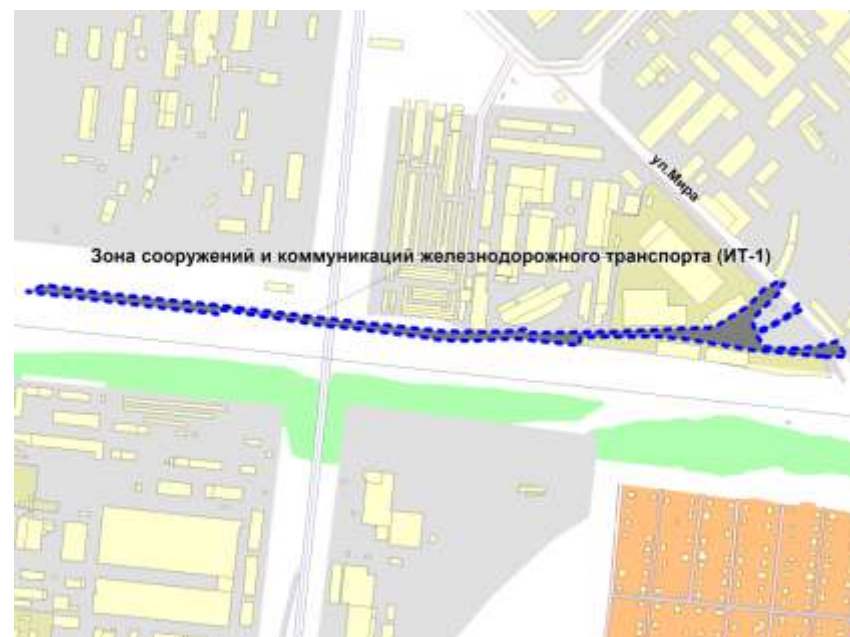 ул.Мира
Зона сооружений и коммуникаций железнодорожного транспорта (ИТ-1)